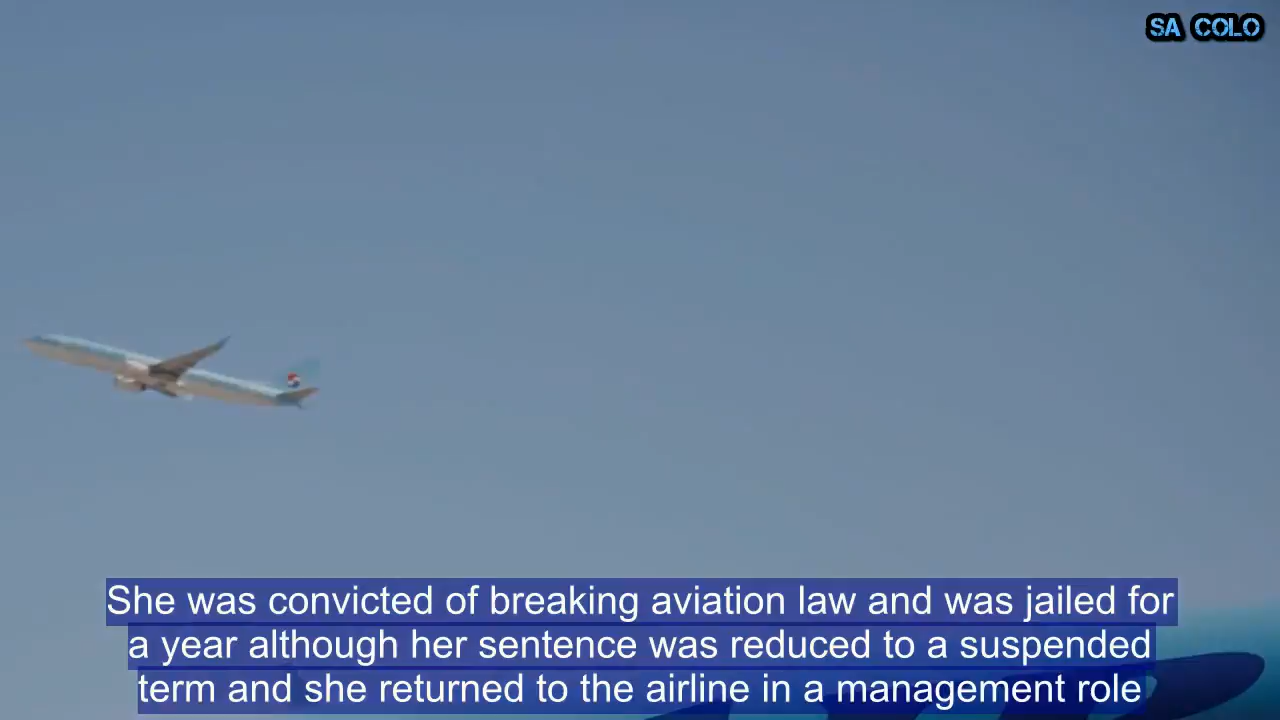 SA COLO
She was convicted of breaking aviation law and was jailed for
a year although her sentence was reduced to a suspended
term and she returned to the airline in a management role